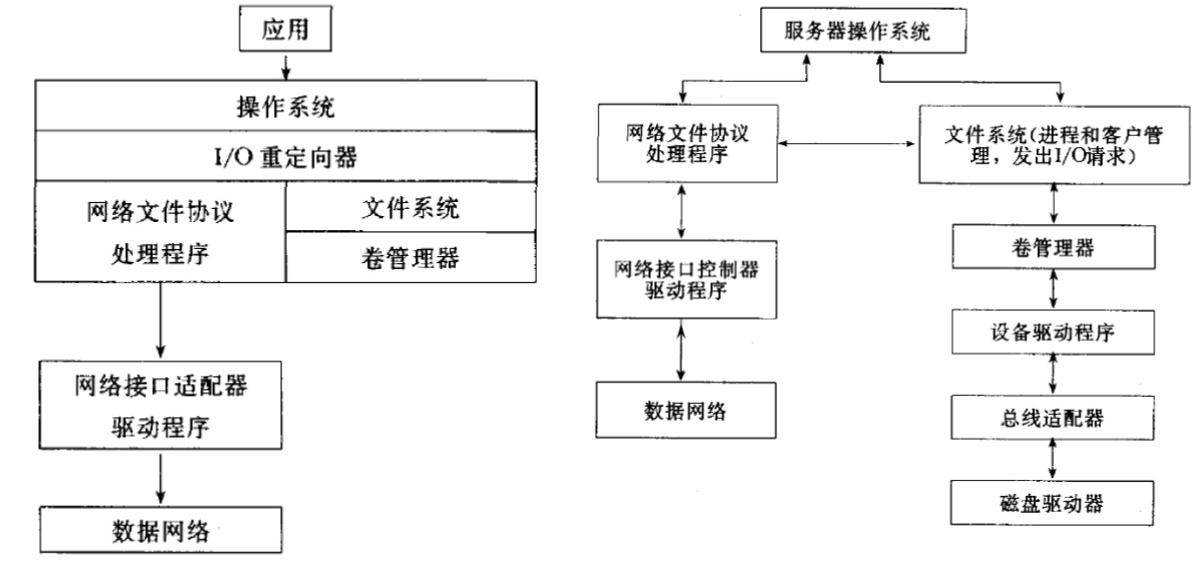 应用
操作系统
I/O 重定向器
网络文件协议
处理程序
文件系统
卷管理器
网络接口适配器
驱动程序
数据网络
服务器操作系统
网络文件协议
处理程序
文件系统(进程和客户管
理，发出I/O请求)
网络接口控制器
驱动程序
数据网络
卷管理器
设备驱动程序
总线适配器
磁盘驱动器